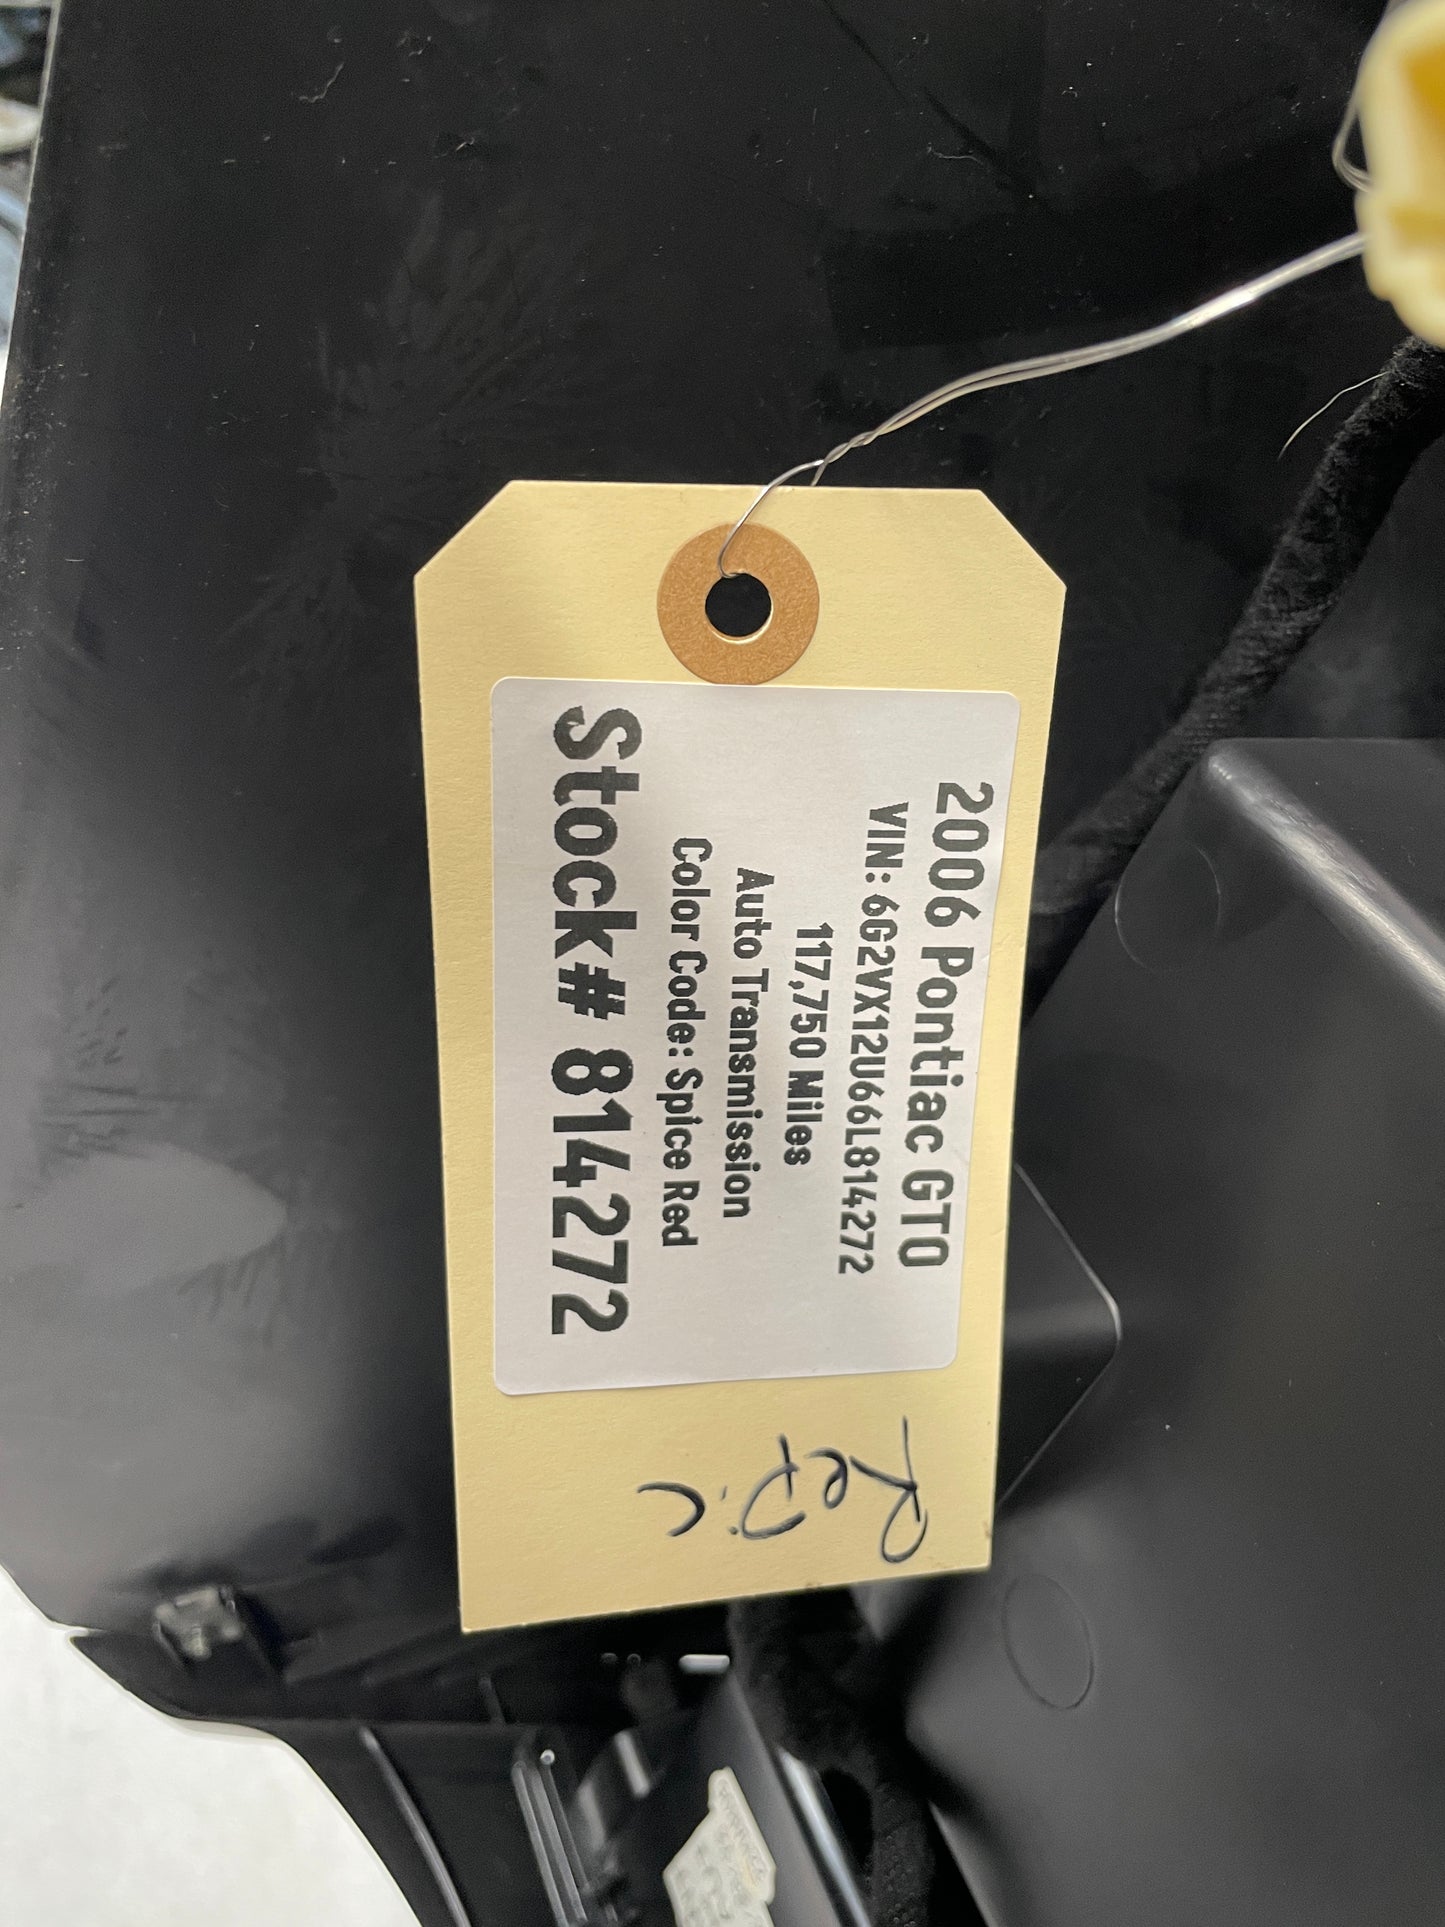 2006 Pontiac GTO
VIN: 6G2VX12U66L814272
117,750 Miles
Auto Transmission
Color Code: Spice Red
Stock# 814272